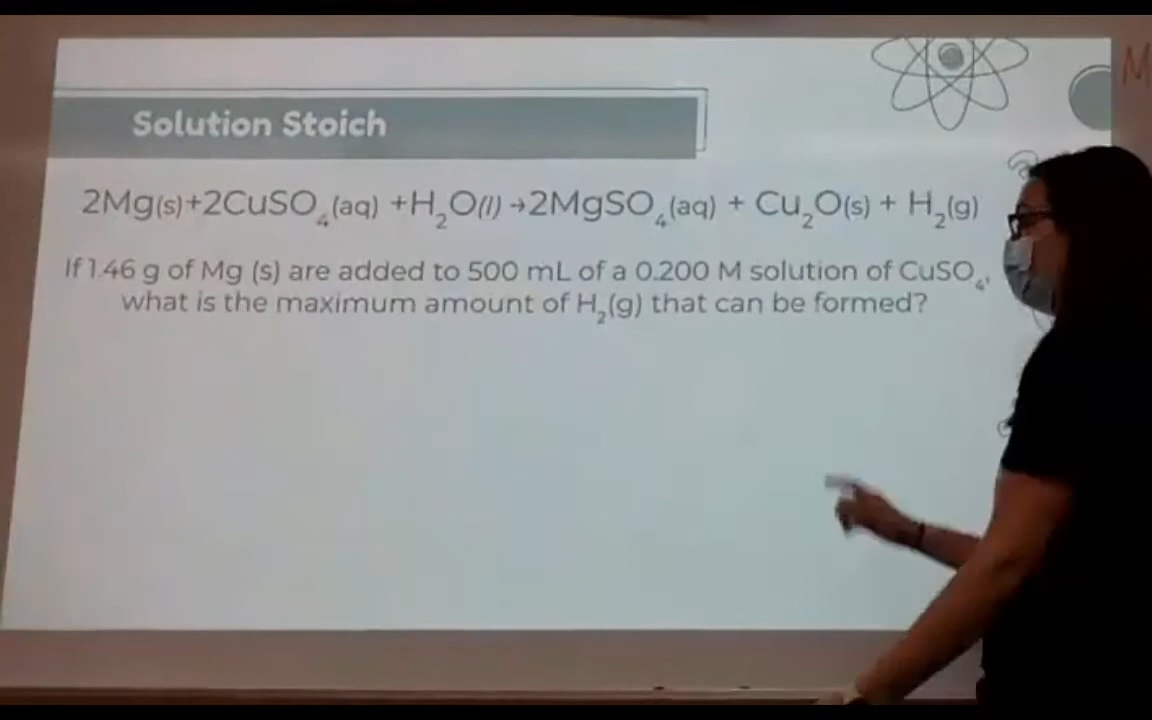 Solution Stoich
2Mg(s)+2CuSO₄(aq) +H₂O(l) →2MgSO₄(aq) + Cu₂O(s) + H₂(g)
If 1.46 g of Mg (s) are added to 500 mL of a 0.200 M solution of CuSO₄,
what is the maximum amount of H₂(g) that can be formed?
M